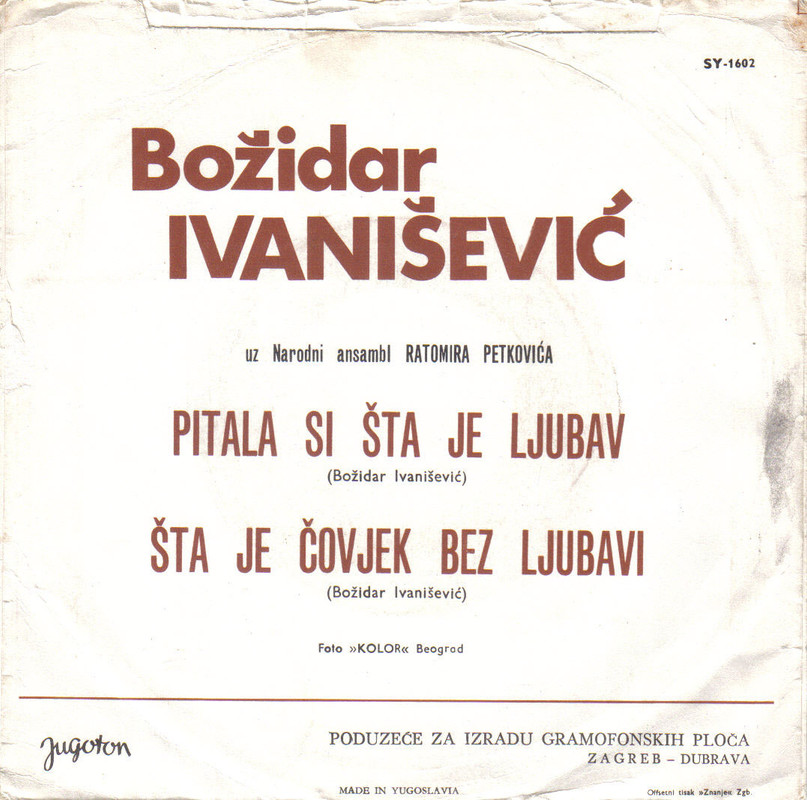 SY-1602
Božidar
IVANIŠEVIĆ
uz Narodni ansambl RATOMIRA PETKOVIĆA
PITALA SI ŠTA JE LJUBAV
(Božidar Ivanišević)
ŠTA JE ČOVJEK BEZ LJUBAVI
(Božidar Ivanišević)
Foto »KOLOR« Beograd
Jugoton
PODUZEĆE ZA IZRADU GRAMOFONSKIH PLOČA
ZAGREB – DUBRAVA
MADE IN YUGOSLAVIA
Offsetni tisak »Znanje« Zgb.